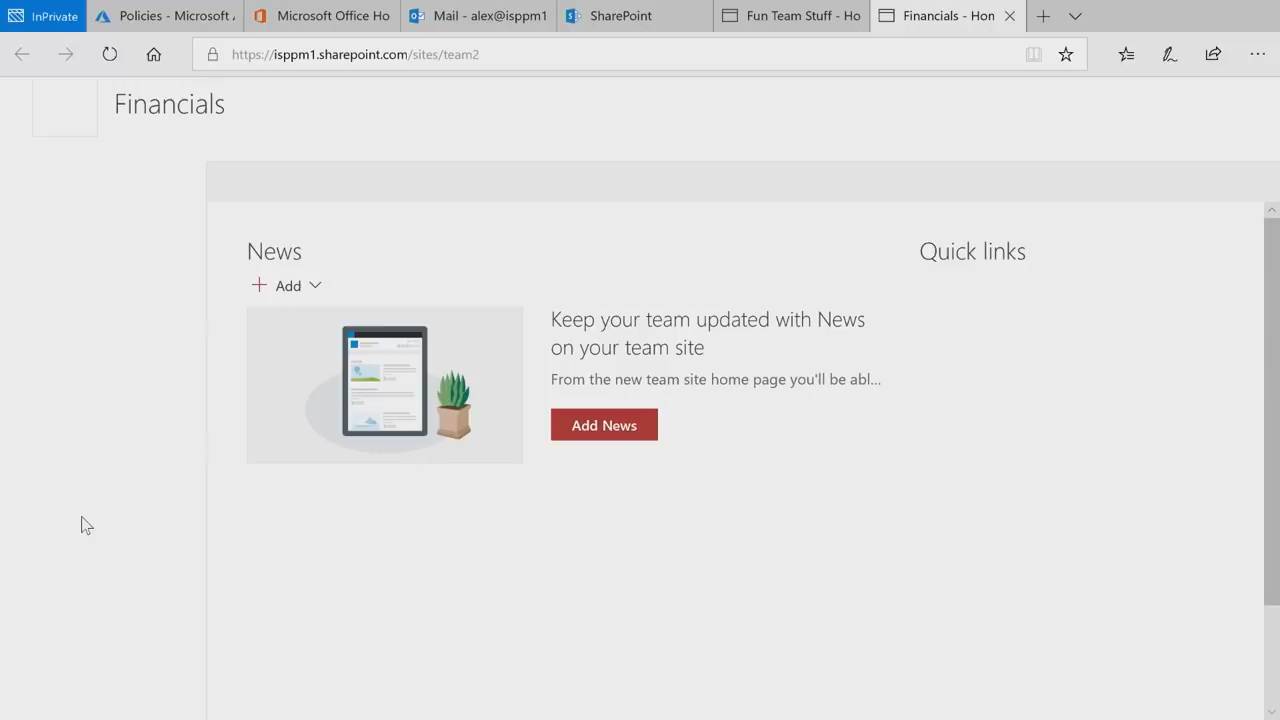 InPrivate
Policies - Microsoft A
Microsoft Office Ho
Mail - alex@isppm1
SharePoint
Fun Team Stuff - Ho
Financials - Hon
https://isppm1.sharepoint.com/sites/team2
Financials
News
Quick links
Add
Keep your team updated with News
on your team site
From the new team site home page you'll be abl...
Add News